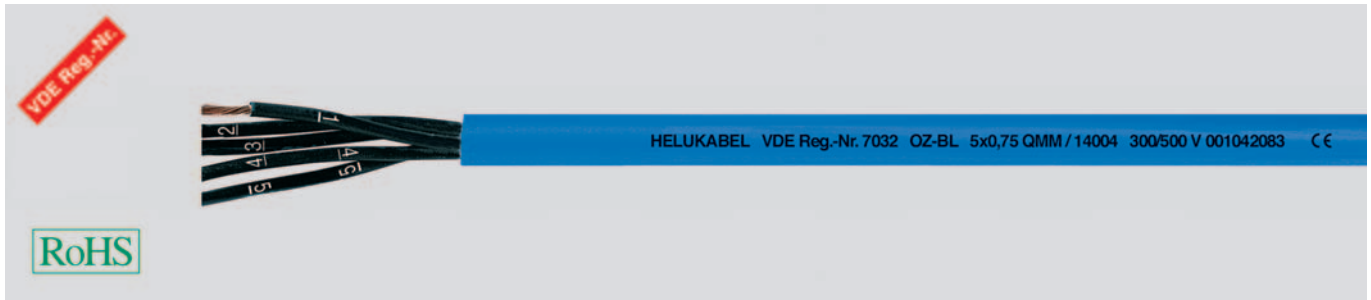 VDE Reg.-Nr.
1
2
3
4 4
5 5
HELUKABEL VDE Reg.-Nr. 7032 OZ-BL 5x0,75 QMM / 14004 300/500 V 001042083 CE
RoHS